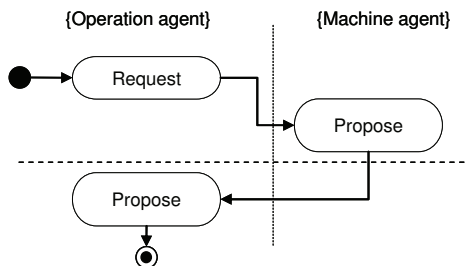 {Operation agent}
{Machine agent}
Request
Propose
Propose